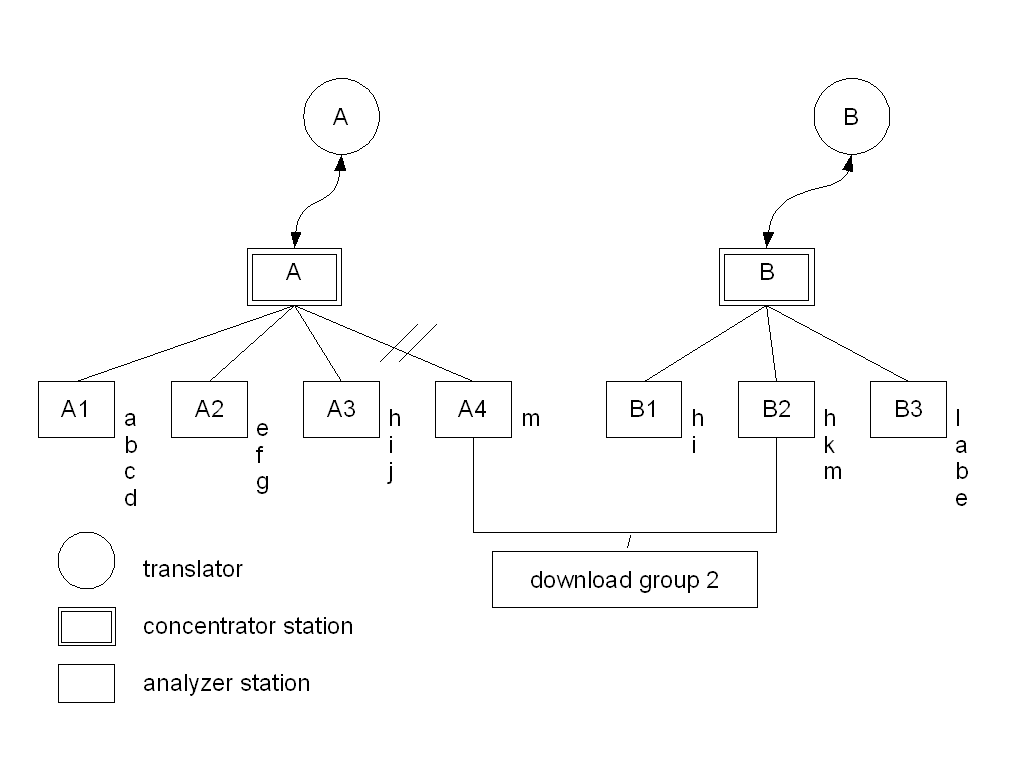 A
B
A
B
A1
a
b
c
d
A2
e
f
g
A3
h
i
j
A4
m
B1
h
i
B2
h
k
m
B3
l
a
b
e
download group 2
translator
concentrator station
analyzer station